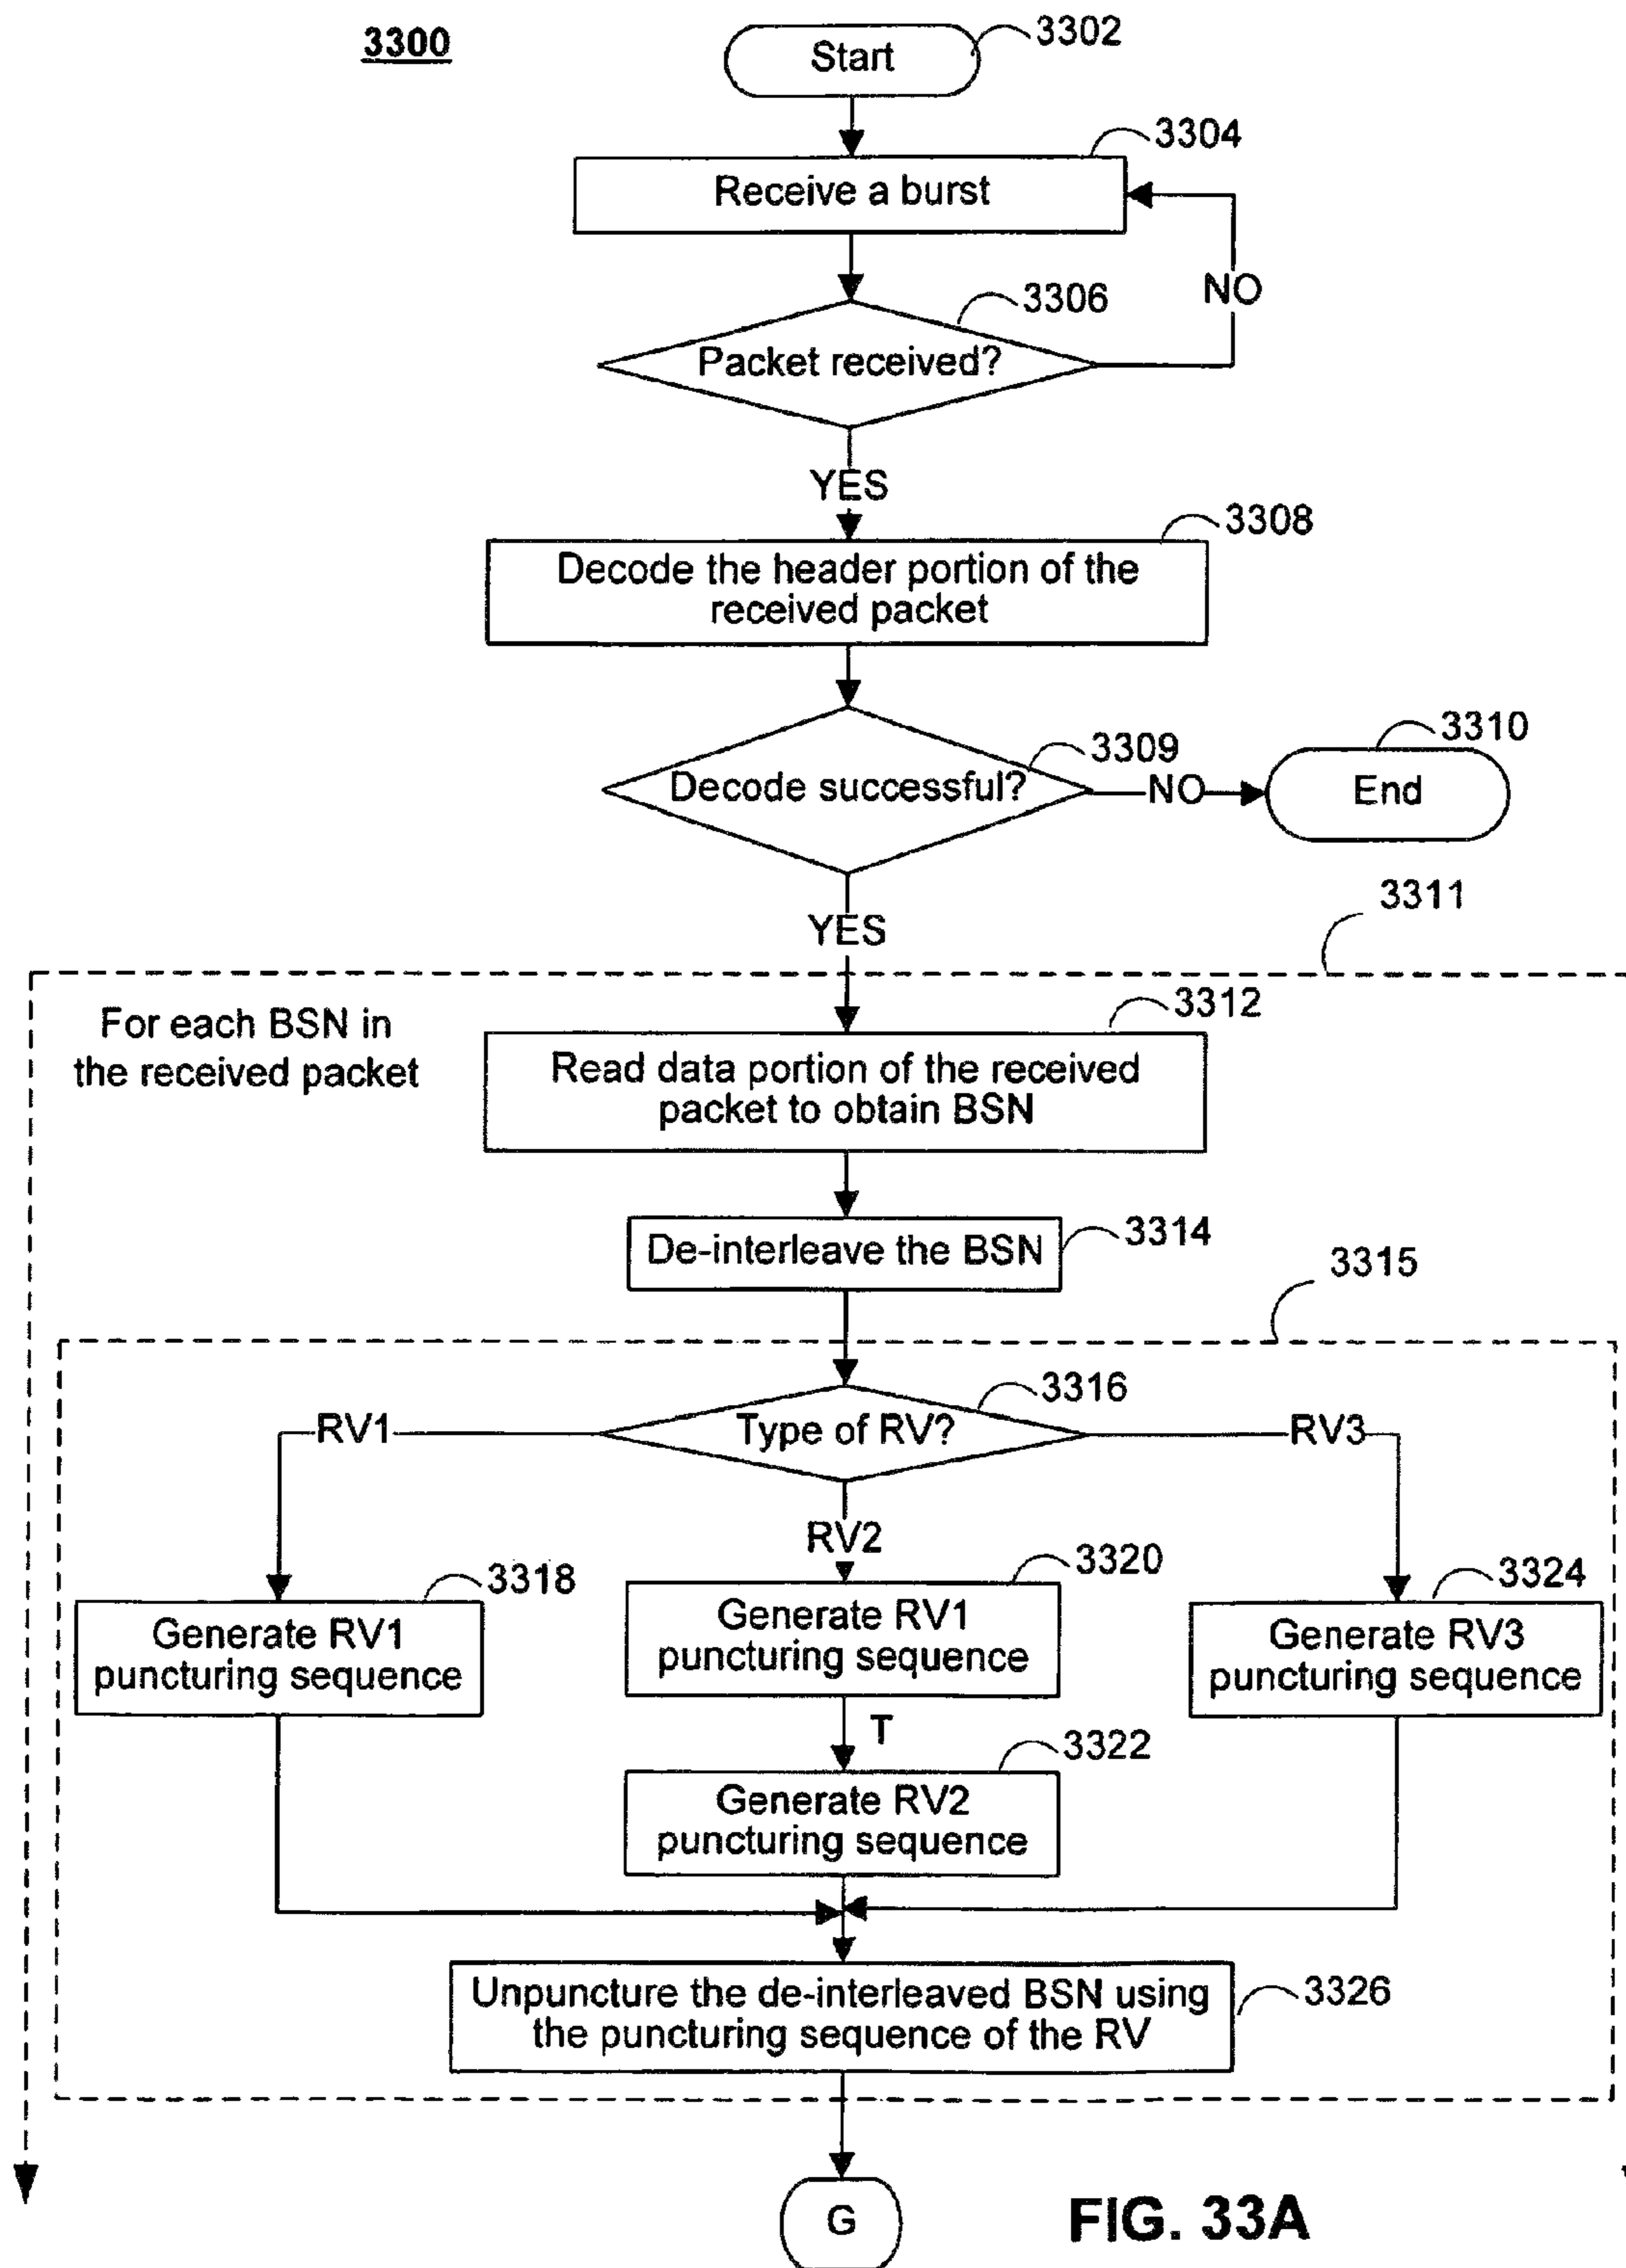 3300
Start
3302
3304
Receive a burst
NO
3306
Packet received?
YES
3308
Decode the header portion of the
received packet
3309
3310
Decode successful?
NO
End
3311
YES
For each BSN in
the received packet
3312
Read data portion of the received
packet to obtain BSN
De-interleave the BSN
3314
3315
3316
RV1
Type of RV?
RV3
RV2
3318
3320
3324
Generate RV1
puncturing sequence
Generate RV1
puncturing sequence
Generate RV3
puncturing sequence
T
3322
Generate RV2
puncturing sequence
Unpuncture the de-interleaved BSN using
the puncturing sequence of the RV
3326
G
FIG. 33A